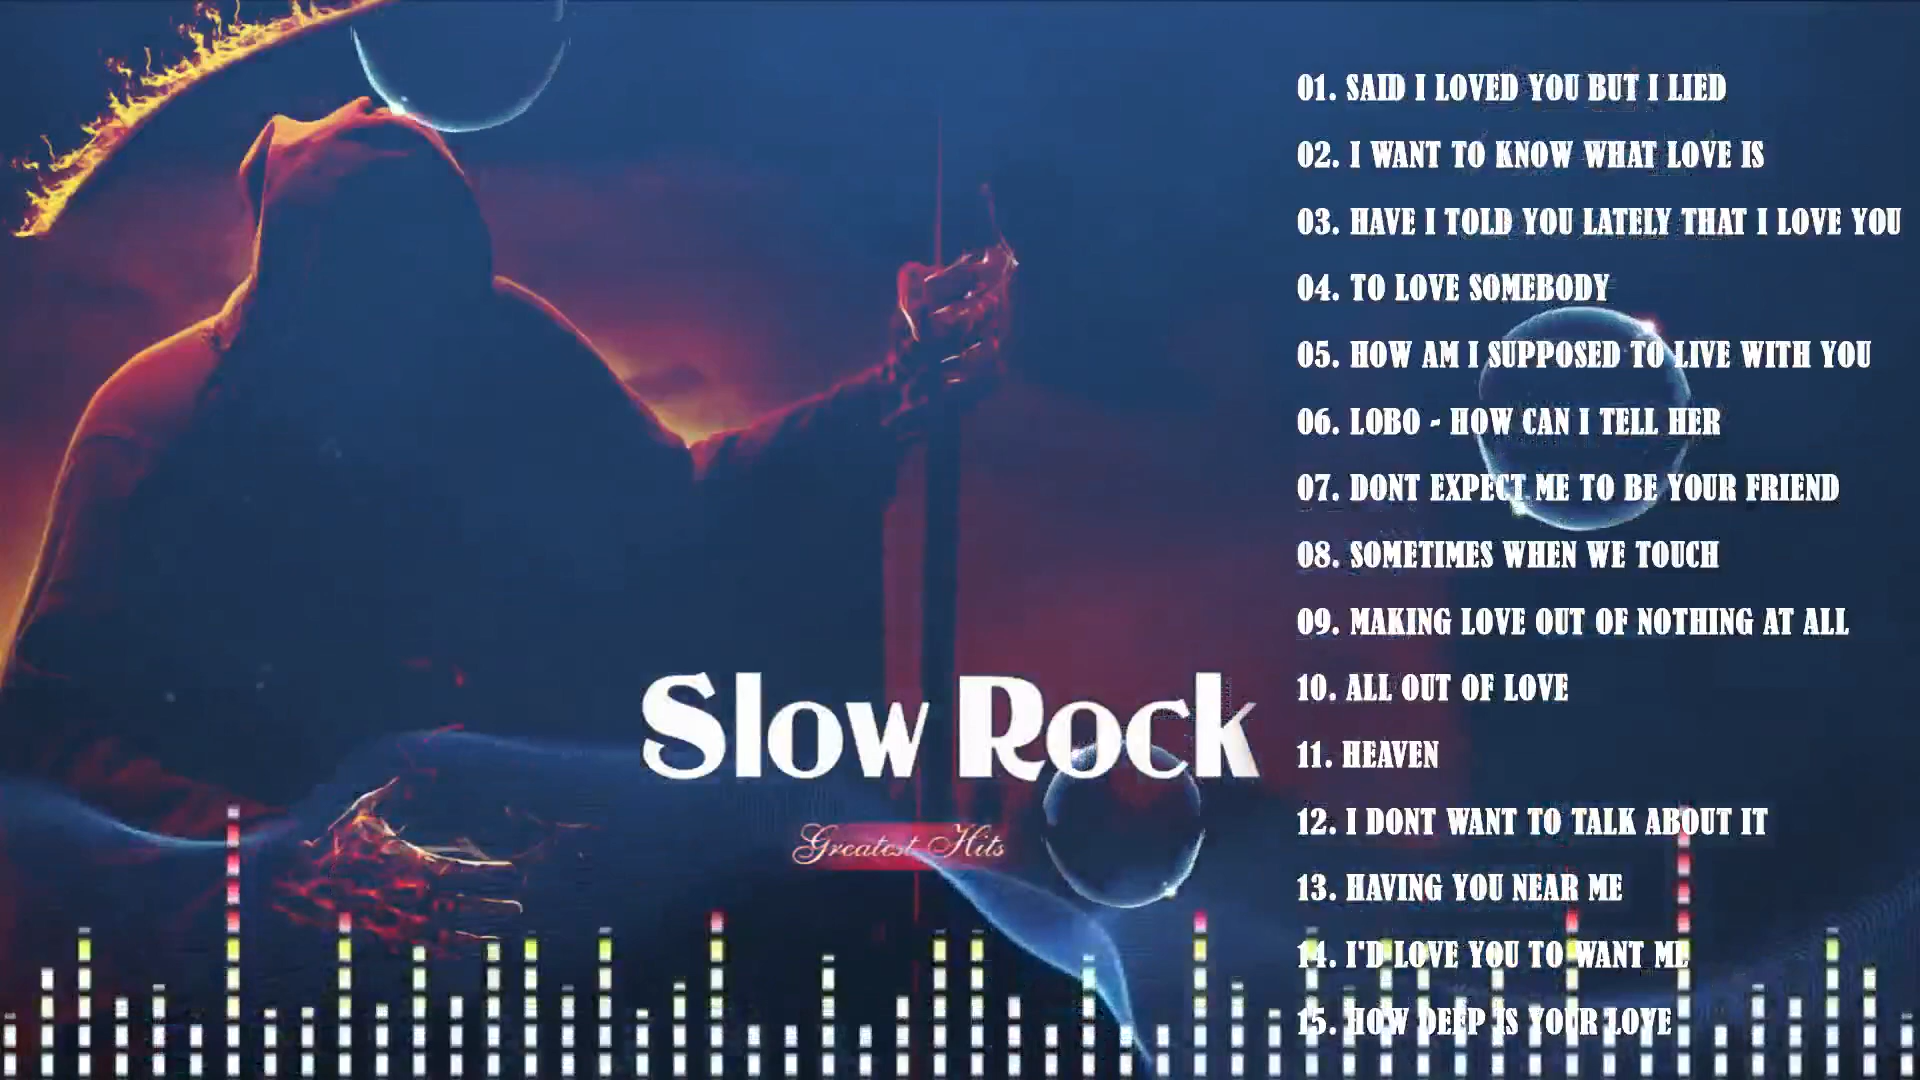 01. SAID I LOVED YOU BUT I LIED
02. I WANT TO KNOW WHAT LOVE IS
03. HAVE I TOLD YOU LATELY THAT I LOVE YOU
04. TO LOVE SOMEBODY
05. HOW AM I SUPPOSED TO LIVE WITH YOU
06. LOBO - HOW CAN I TELL HER
07. DONT EXPECT ME TO BE YOUR FRIEND
08. SOMETIMES WHEN WE TOUCH
09. MAKING LOVE OUT OF NOTHING AT ALL
10. ALL OUT OF LOVE
11. HEAVEN
12. I DONT WANT TO TALK ABOUT IT
13. HAVING YOU NEAR ME
14. I'D LOVE YOU TO WANT ME
15. HOW DEEP IS YOUR LOVE
Slow Rock
Greatest Hits